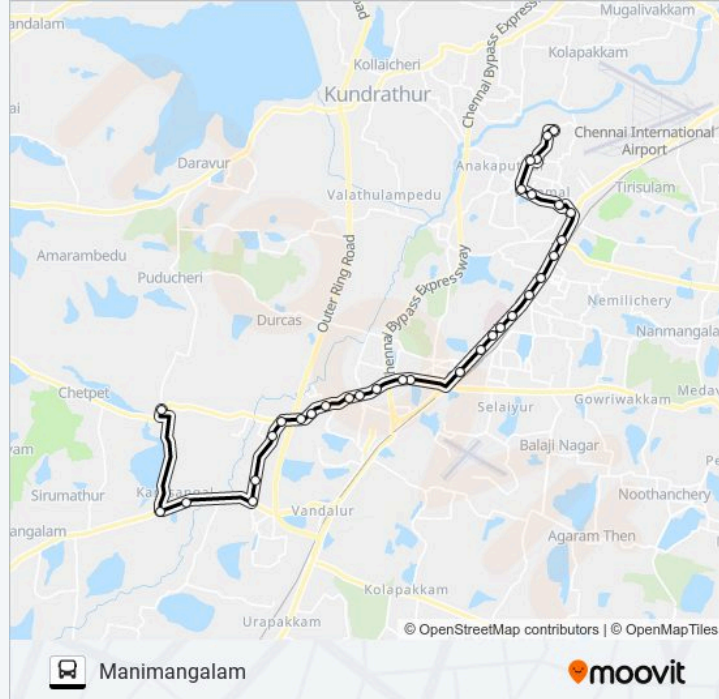 Mugalivakkam
Kolapakkam
Kollaicheri
Kundrathur
Chennai Bypass Express
Chennai International
Airport
Anakaput
Daravur
Tirisulam
Valathulampedu
Amarambedu
Outer Ring Road
Puducheri
Nemilichery
Chennai Bypass Expressway
Durcas
Nanmangala
Chetpet
Gowriwakkam
Medav
Selaiyur
Balaji Nagar
Sirumathur
Noothanchery
Vandalur
Agaram Then
Kolapakkam
Urapakkam
© OpenStreetMap contributors | © OpenMapTiles
Manimangalam
moovit